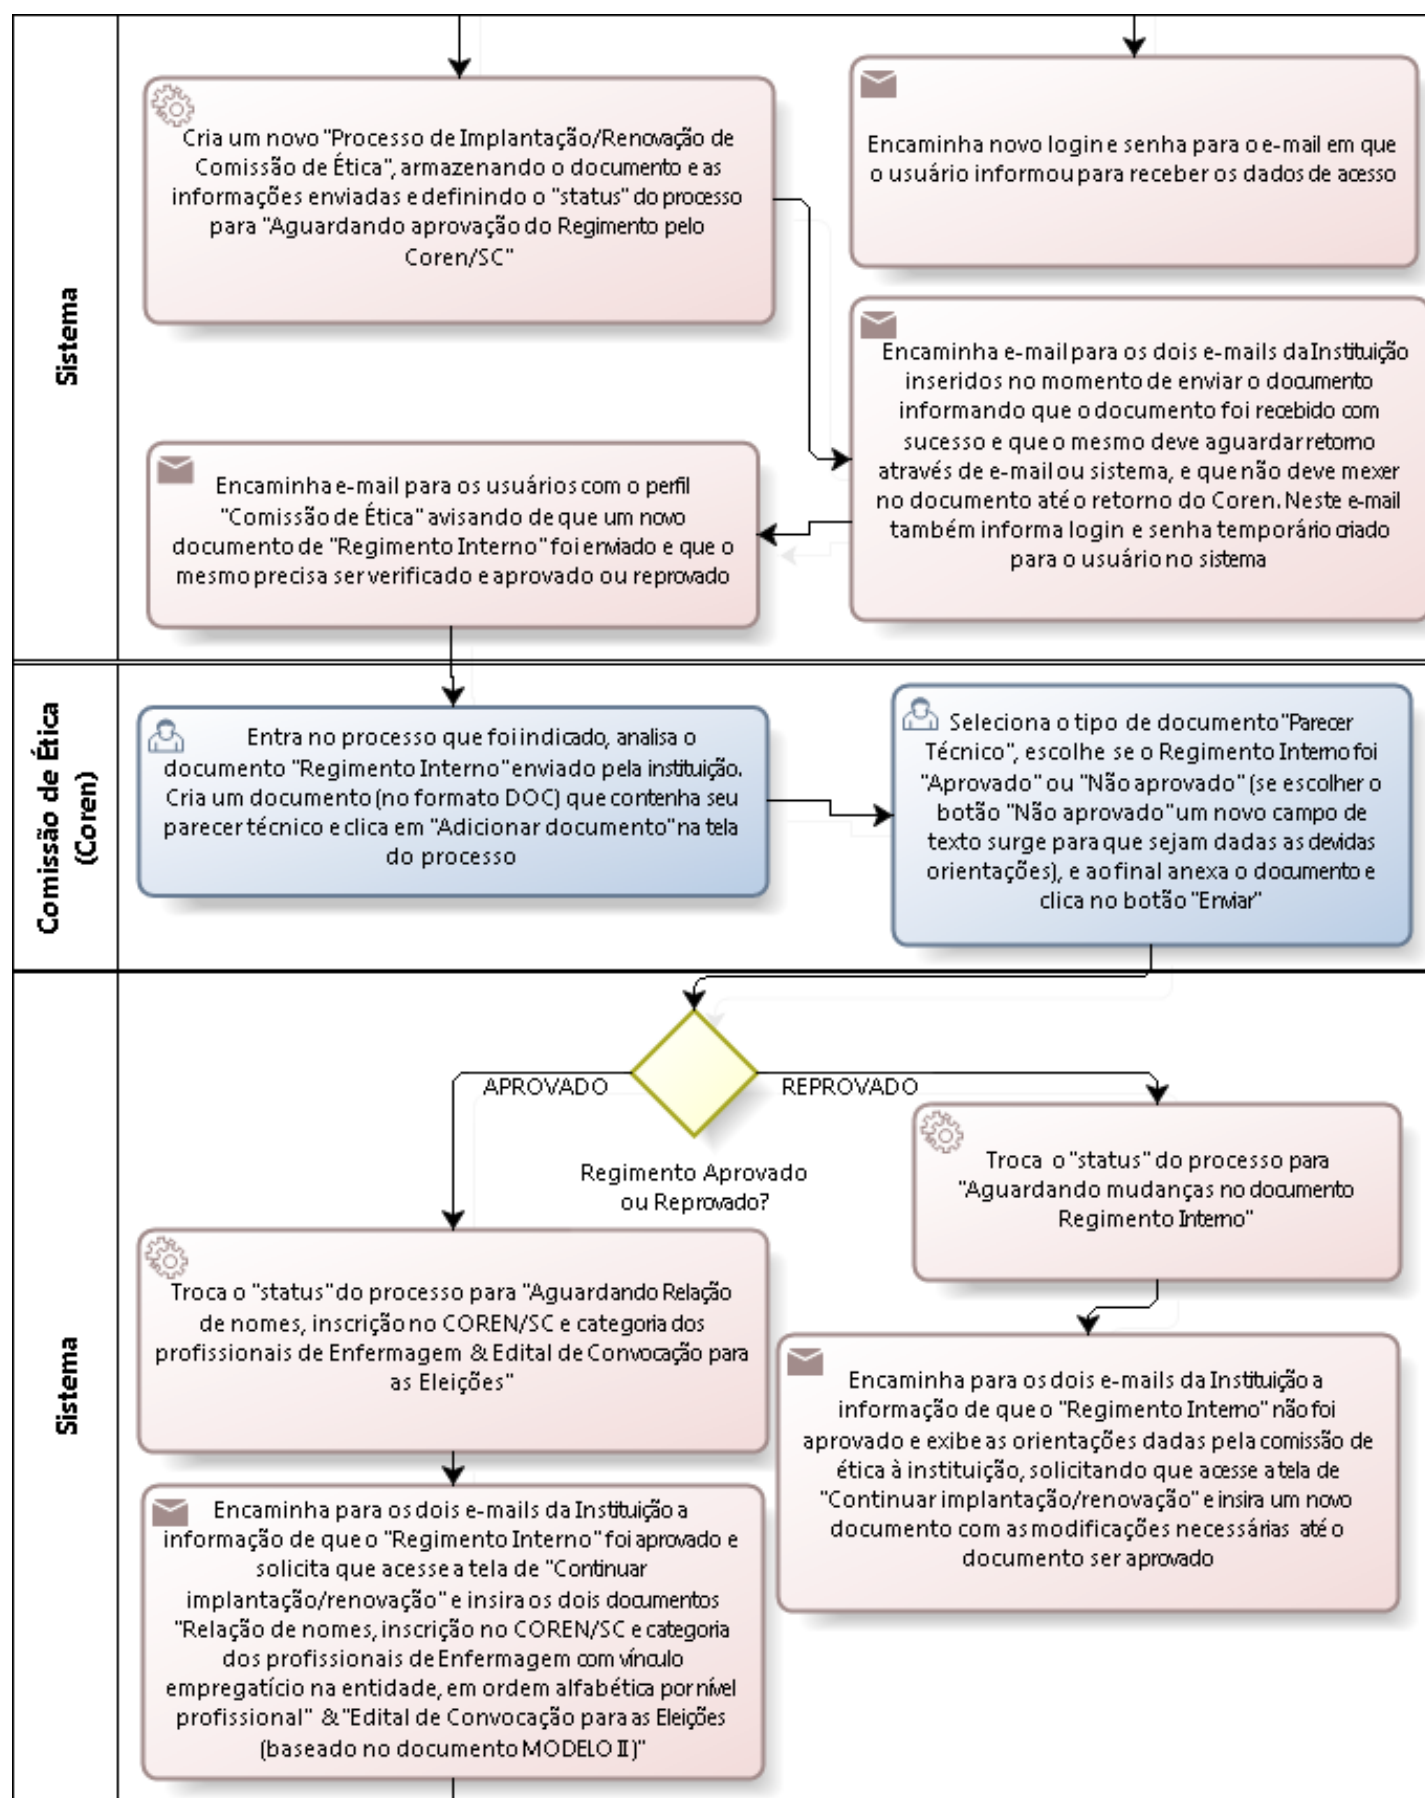 Sistema
Cria um novo "Processo de Implantação/Renovação de
Comissão de Ética", armazenando o documento e as
informações enviadas e definindo o "status" do processo
para "Aguardando aprovação do Regimento pelo
Coren/SC"
Encaminha novo login e senha para o e-mail em que
o usuário informou para receber os dados de acesso
Encaminha e-mail para os dois e-mails da Instituição
inseridos no momento de enviar o documento
informando que o documento foi recebido com
sucesso e que o mesmo deve aguardar retorno
através de e-mail ou sistema, e que não deve mexer
no documento até o retorno do Coren. Neste e-mail
também informa login e senha temporário criado
para o usuário no sistema
Encaminha e-mail para os usuários com o perfil
"Comissão de Ética" avisando de que um novo
documento de "Regimento Interno" foi enviado e que o
mesmo precisa ser verificado e aprovado ou reprovado
Comissão de Ética
(Coren)
Entra no processo que foi indicado, analisa o
documento "Regimento Interno" enviado pela instituição.
Cria um documento (no formato DOC) que contenha seu
parecer técnico e clica em "Adicionar documento" na tela
do processo
Seleciona o tipo de documento "Parecer
Técnico", escolhe se o Regimento Interno foi
"Aprovado" ou "Não aprovado" (se escolher o
botão "Não aprovado" um novo campo de
texto surge para que sejam dadas as devidas
orientações), e ao final anexa o documento e
clica no botão "Enviar"
Sistema
APROVADO
REPROVADO
Regimento Aprovado
ou Reprovado?
Troca o "status" do processo para
"Aguardando mudanças no documento
Regimento Interno"
Troca o "status" do processo para "Aguardando Relação
de nomes, inscrição no COREN/SC e categoria dos
profissionais de Enfermagem & Edital de Convocação para
as Eleições"
Encaminha para os dois e-mails da Instituição a
informação de que o "Regimento Interno" não foi
aprovado e exibe as orientações dadas pela comissão de
ética à instituição, solicitando que acesse a tela de
"Continuar implantação/renovação" e insira um novo
documento com as modificações necessárias até o
documento ser aprovado
Encaminha para os dois e-mails da Instituição a
informação de que o "Regimento Interno" foi aprovado e
solicita que acesse a tela de "Continuar
implantação/renovação" e insira os dois documentos
"Relação de nomes, inscrição no COREN/SC e categoria
dos profissionais de Enfermagem com vínculo
empregatício na entidade, em ordem alfabética por nível
profissional" & "Edital de Convocação para as Eleições
(baseado no documento MODELO II)"